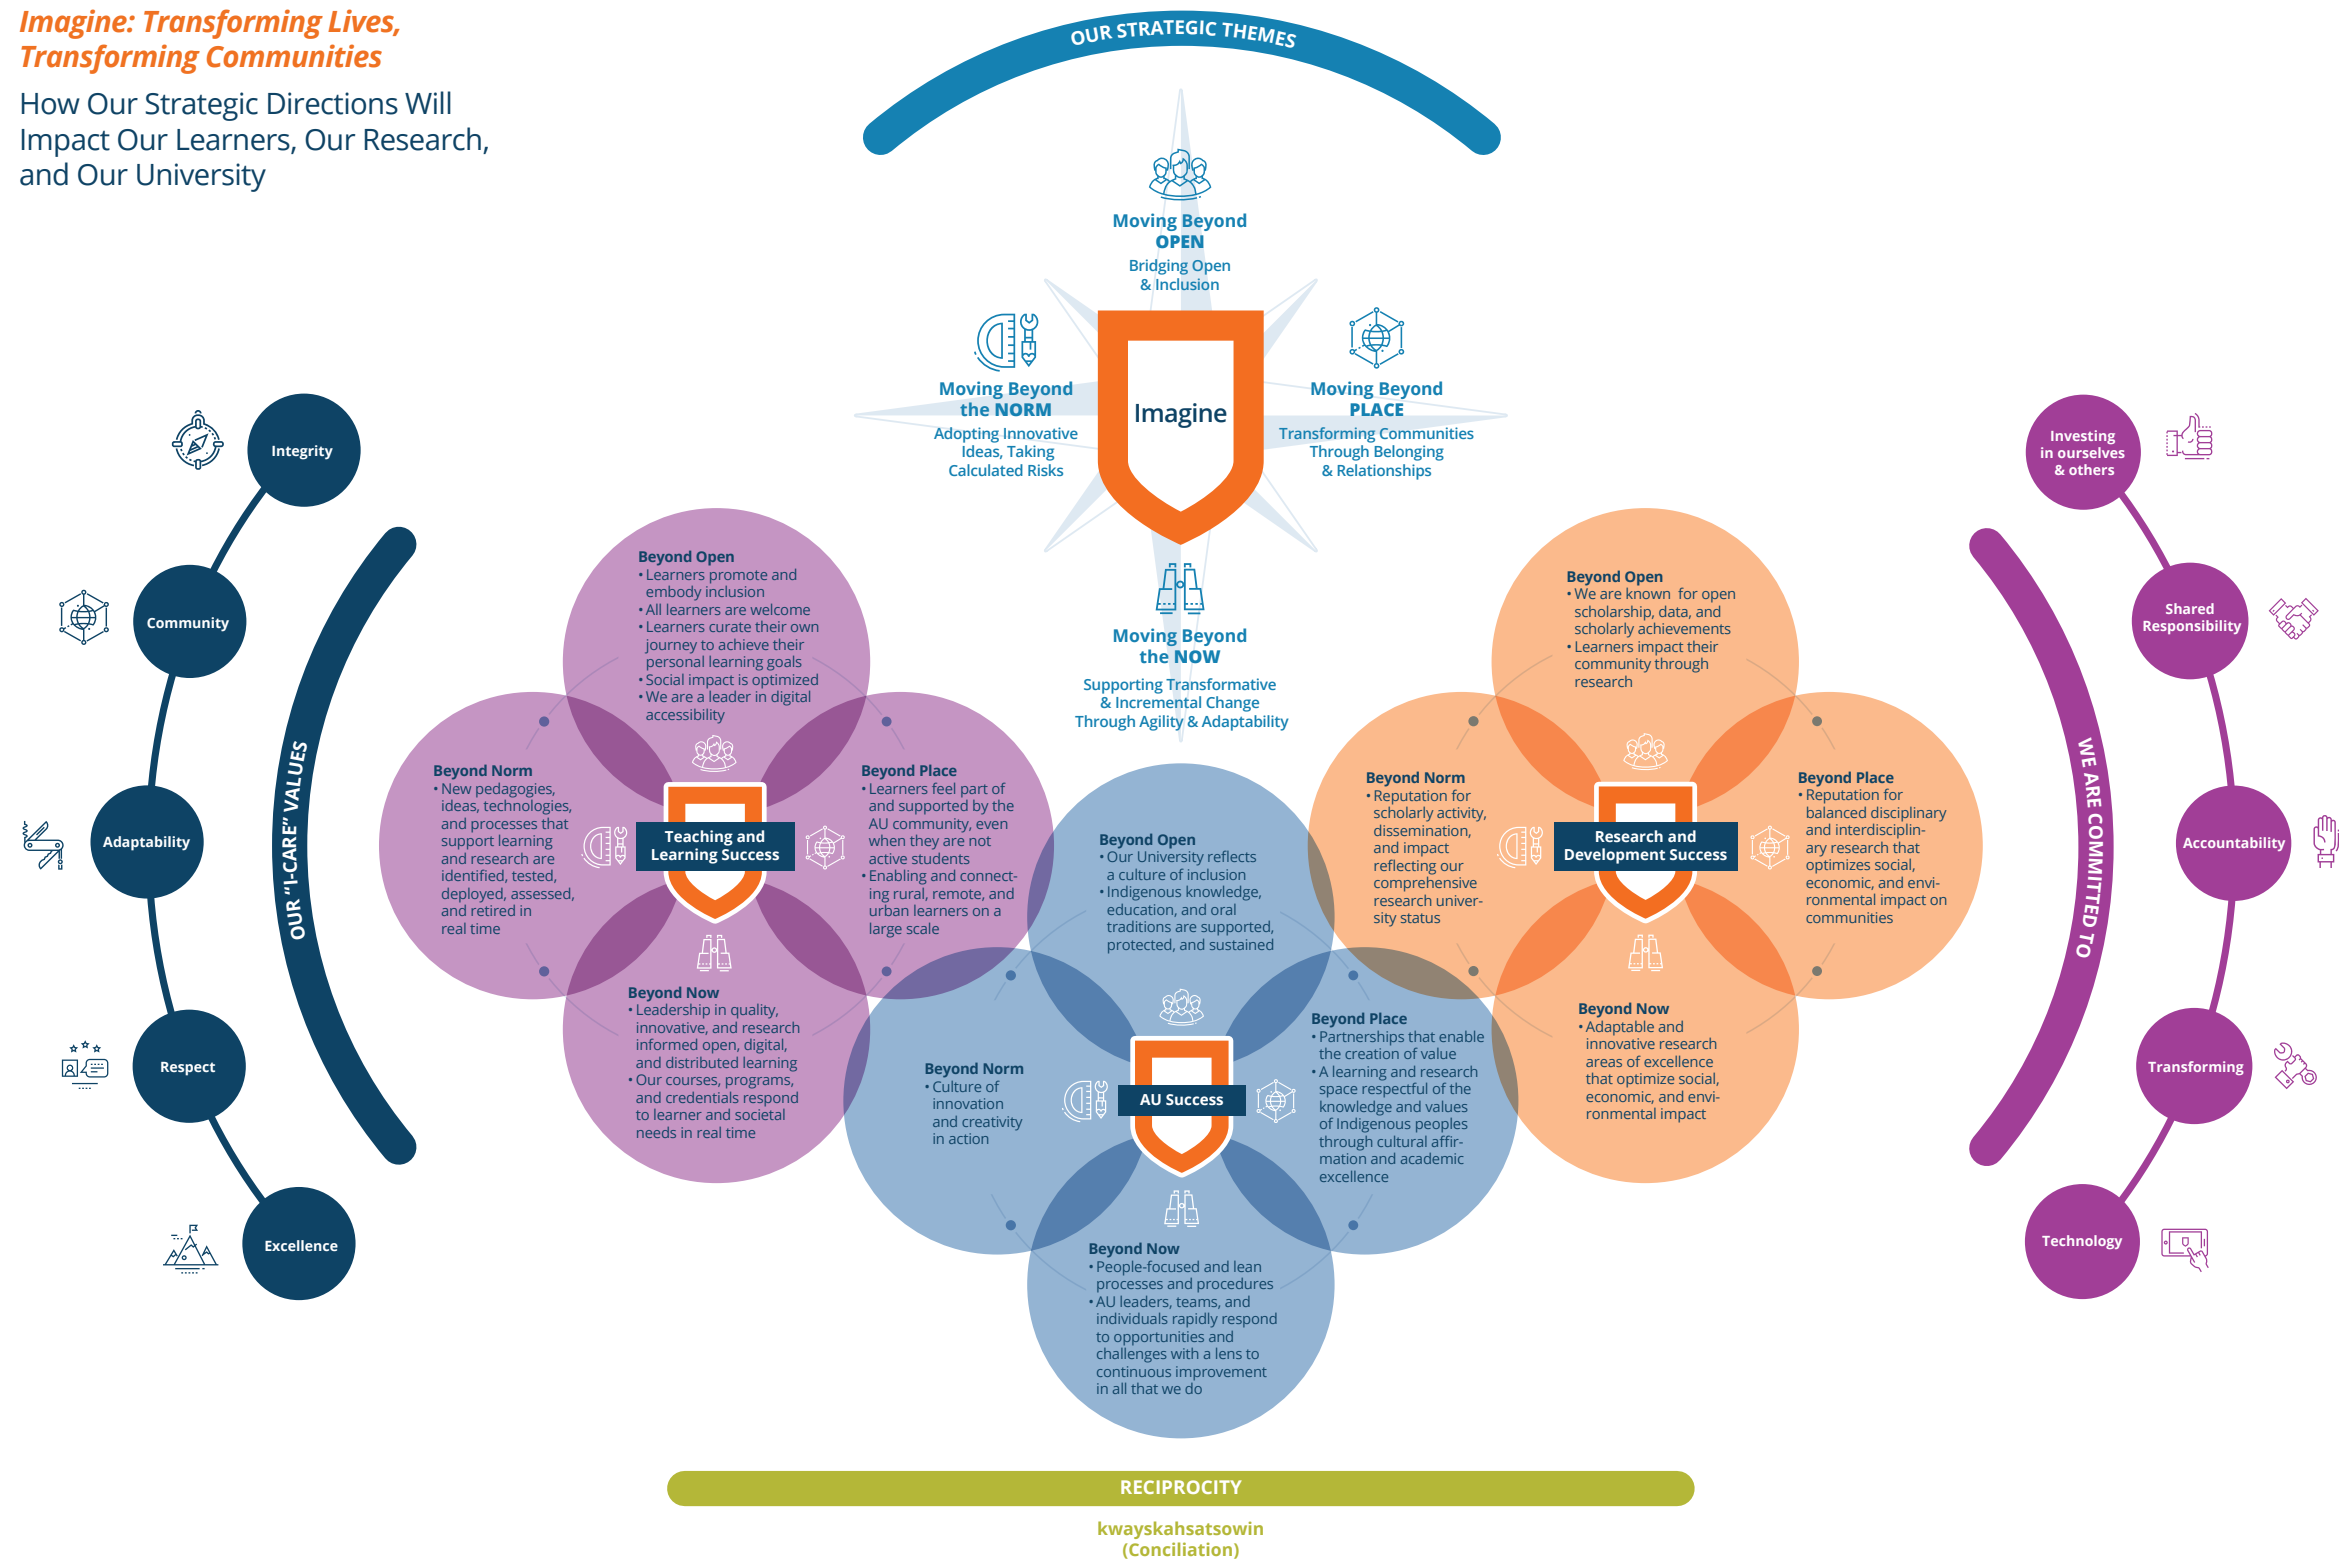 Imagine: Transforming Lives,
Transforming Communities
How Our Strategic Directions Will
Impact Our Learners, Our Research,
and Our University
OUR STRATEGIC THEMES
Moving Beyond
OPEN
Bridging Open
& Inclusion
Moving Beyond
the NORM
Adopting Innovative
Ideas, Taking
Calculated Risks
Imagine
Moving Beyond
PLACE
Transforming Communities
Through Belonging
& Relationships
Moving Beyond
the NOW
Supporting Transformative
& Incremental Change
Through Agility & Adaptability
OUR “I-CARE” VALUES
Integrity
Community
Adaptability
Respect
Excellence
Beyond Open
• Learners promote and
embody inclusion
• All learners are welcome
• Learners curate their own
journey to achieve their
personal learning goals
• Social impact is optimized
• We are a leader in digital
accessibility
Beyond Norm
• New pedagogies,
ideas, technologies,
and processes that
support learning
and research are
identified, tested,
deployed, assessed,
and retired in
real time
Teaching and
Learning Success
Beyond Place
• Learners feel part of
and supported by the
AU community, even
when they are not
active students
• Enabling and connect-
ing rural, remote, and
urban learners on a
large scale
Beyond Now
• Leadership in quality,
innovative, and research
informed open, digital,
and distributed learning
• Our courses, programs,
and credentials respond
to learner and societal
needs in real time
Beyond Open
• Our University reflects
a culture of inclusion
• Indigenous knowledge,
education, and oral
traditions are supported,
protected, and sustained
Beyond Norm
• Culture of
innovation
and creativity
in action
AU Success
Beyond Place
• Partnerships that enable
the creation of value
• A learning and research
space respectful of the
knowledge and values
of Indigenous peoples
through cultural affir-
mation and academic
excellence
Beyond Now
• People-focused and lean
processes and procedures
• AU leaders, teams, and
individuals rapidly respond
to opportunities and
challenges with a lens to
continuous improvement
in all that we do
Beyond Open
• We are known for open
scholarship, data, and
scholarly achievements
• Learners impact their
community through
research
Beyond Norm
• Reputation for
scholarly activity,
dissemination,
and impact
reflecting our
comprehensive
research univer-
sity status
Research and
Development Success
Beyond Place
• Reputation for
balanced disciplinary
and interdisciplin-
ary research that
optimizes social,
economic, and envi-
ronmental impact on
communities
Beyond Now
• Adaptable and
innovative research
areas of excellence
that optimize social,
economic, and envi-
ronmental impact
WE ARE COMMITTED TO
Investing
in ourselves
& others
Shared
Responsibility
Accountability
Transforming
Technology
RECIPROCITY
kwayskahsatsowin
(Conciliation)